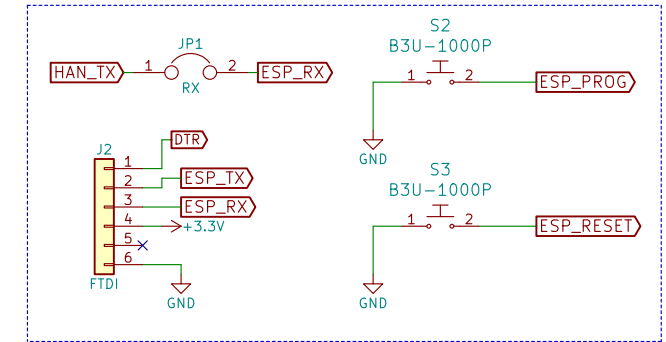 JP1
HAN_TX 1 2 ESP_RX
RX
S2
B3U-1000P
1 2 ESP_PROG
GND
J2
DTR
1
2 ESP_TX
3 ESP_RX
4 +3.3V
5
6
FTDI
GND
S3
B3U-1000P
1 2 ESP_RESET
GND